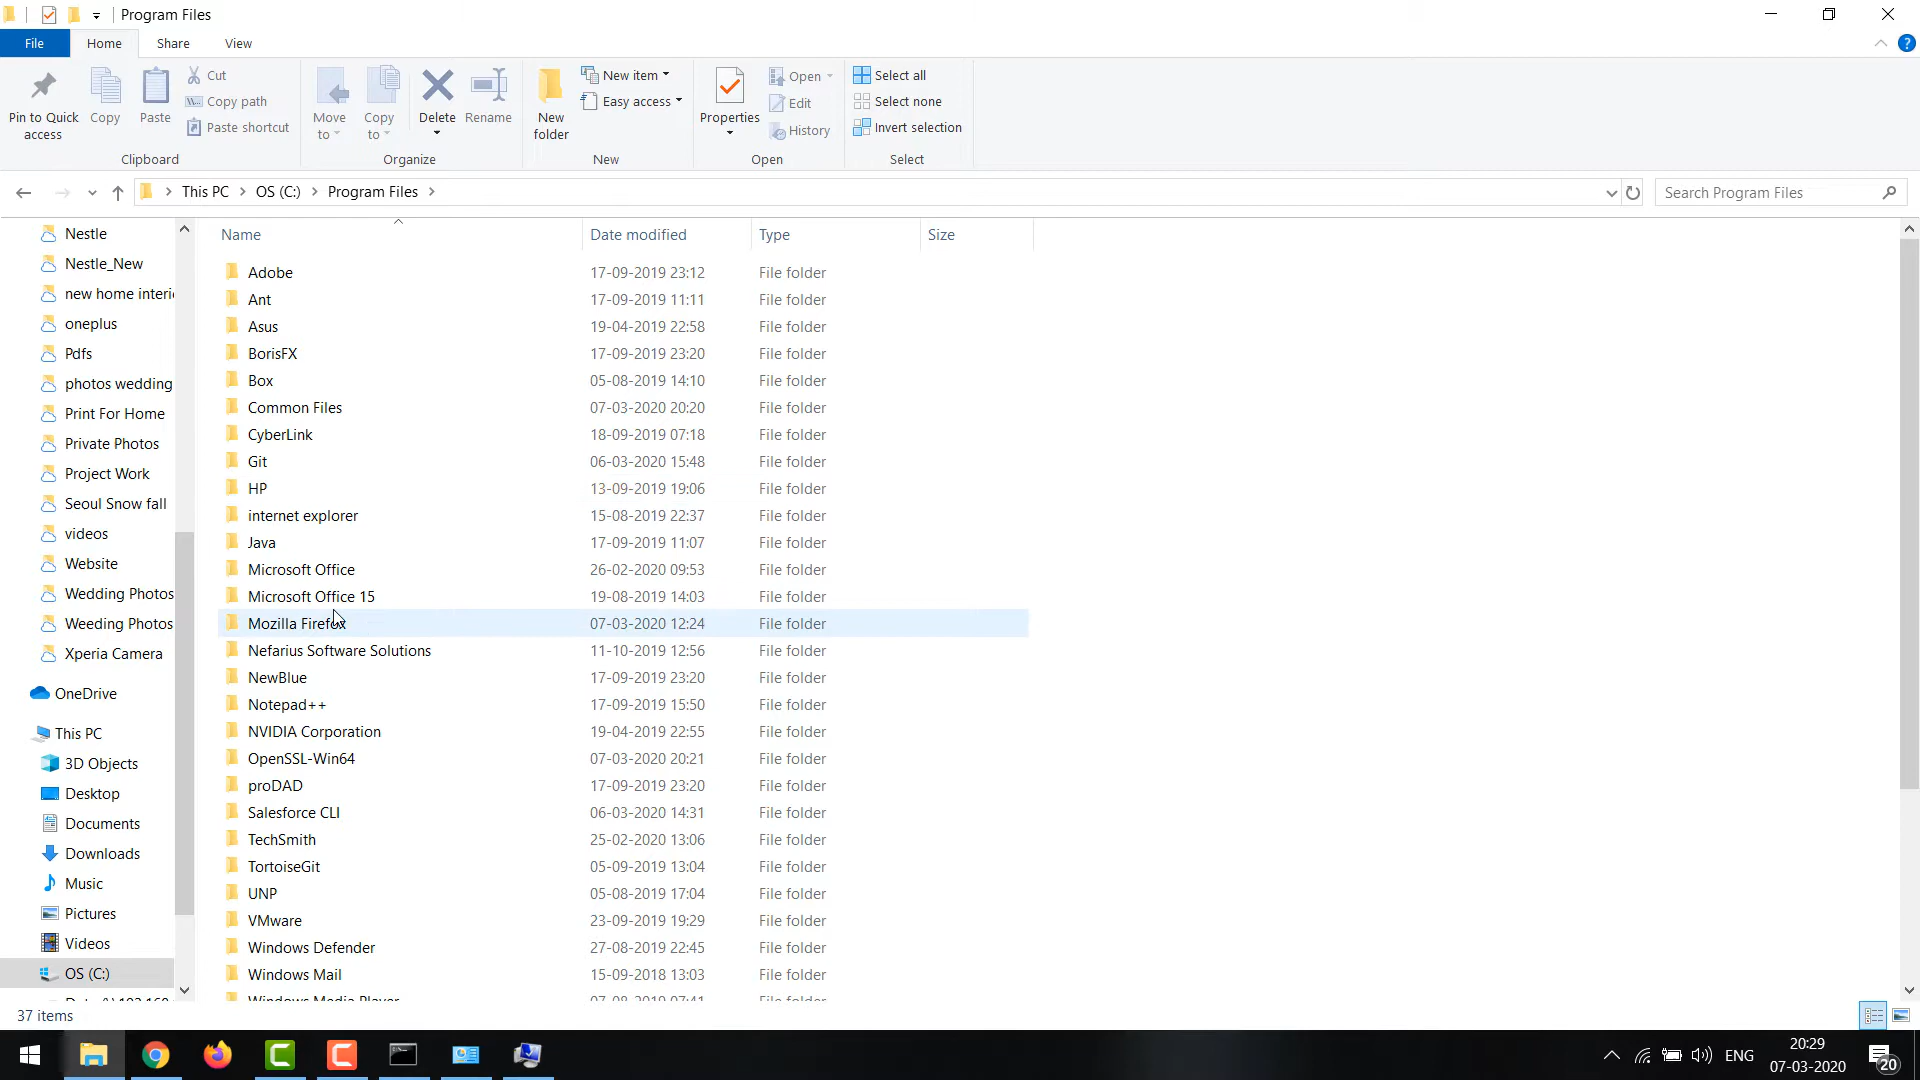 Program Files
File Home Share View
Pin to Quick access
Copy
Paste
Cut
Copy path
Paste shortcut
Clipboard
Move to
Copy to
Delete
Rename
Organize
New folder
New item
Easy access
New
Properties
Open
Edit
History
Open
Select all
Select none
Invert selection
Select
This PC OS (C:) Program Files
Search Program Files
Nestle
Nestle_New
new home interi
oneplus
Pdfs
photos wedding
Print For Home
Private Photos
Project Work
Seoul Snow fall
videos
Website
Wedding Photos
Weeding Photos
Xperia Camera
OneDrive
This PC
3D Objects
Desktop
Documents
Downloads
Music
Pictures
Videos
OS (C:)
Name Date modified Type Size
Adobe 17-09-2019 23:12 File folder
Ant 17-09-2019 11:11 File folder
Asus 19-04-2019 22:58 File folder
BorisFX 17-09-2019 23:20 File folder
Box 05-08-2019 14:10 File folder
Common Files 07-03-2020 20:20 File folder
CyberLink 18-09-2019 07:18 File folder
Git 06-03-2020 15:48 File folder
HP 13-09-2019 19:06 File folder
internet explorer 15-08-2019 22:37 File folder
Java 17-09-2019 11:07 File folder
Microsoft Office 26-02-2020 09:53 File folder
Microsoft Office 15 19-08-2019 14:03 File folder
Mozilla Firefox 07-03-2020 12:24 File folder
Nefarius Software Solutions 11-10-2019 12:56 File folder
NewBlue 17-09-2019 23:20 File folder
Notepad++ 17-09-2019 15:50 File folder
NVIDIA Corporation 19-04-2019 22:55 File folder
OpenSSL-Win64 07-03-2020 20:21 File folder
proDAD 17-09-2019 23:20 File folder
Salesforce CLI 06-03-2020 14:31 File folder
TechSmith 25-02-2020 13:06 File folder
TortoiseGit 05-09-2019 13:04 File folder
UNP 05-08-2019 17:04 File folder
VMware 23-09-2019 19:29 File folder
Windows Defender 27-08-2019 22:45 File folder
Windows Mail 15-09-2018 13:03 File folder
Windows Media Player 07-08-2019 07:41 File folder
37 items
ENG
20:29
07-03-2020
20